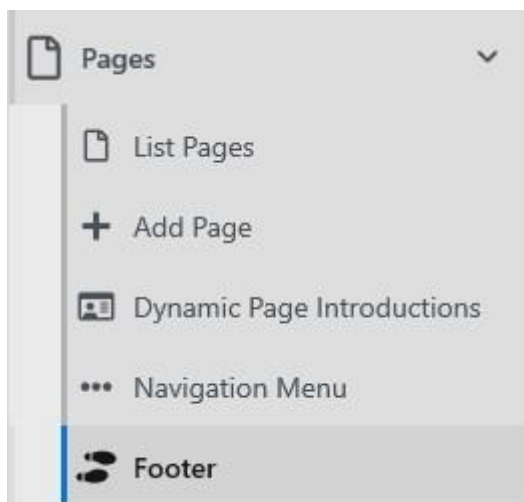 Pages
List Pages
Add Page
Dynamic Page Introductions
Navigation Menu
Footer